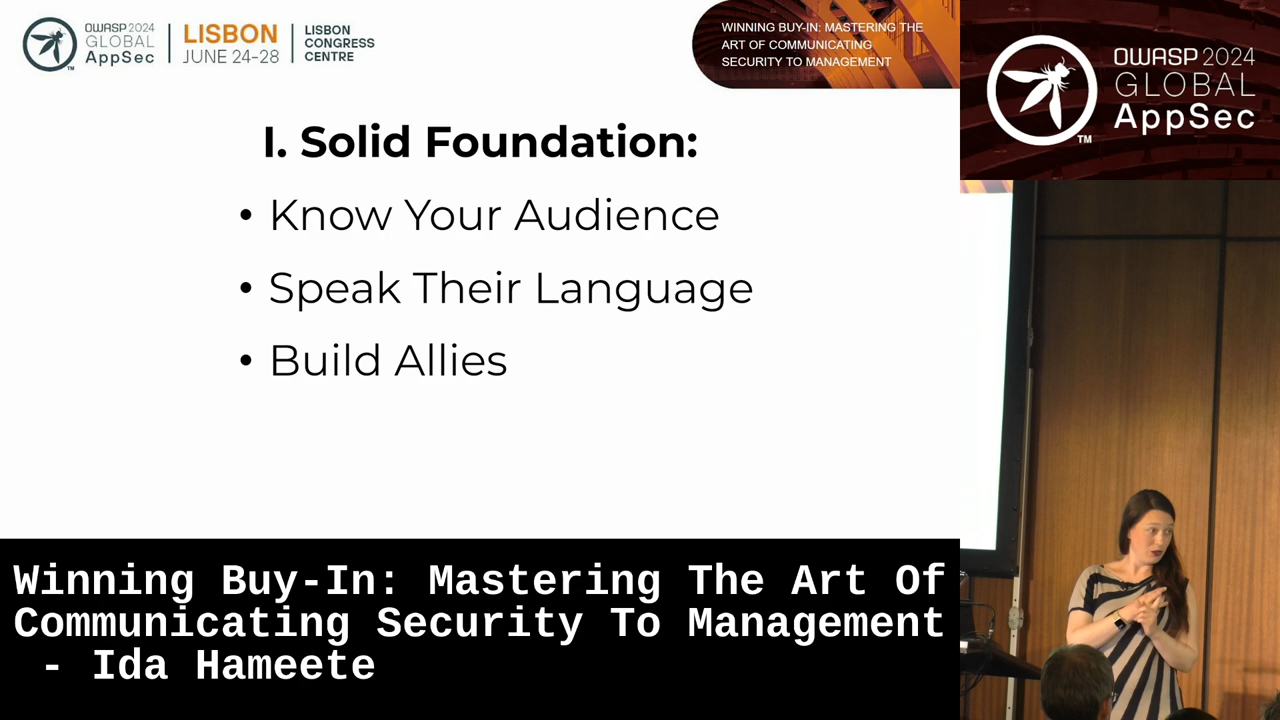 OWASP 2024
GLOBAL
AppSec
TM
LISBON
JUNE 24-28
LISBON
CONGRESS
CENTRE
WINNING BUY-IN: MASTERING THE
ART OF COMMUNICATING
SECURITY TO MANAGEMENT
OWASP 2024
GLOBAL
AppSec
TM
I. Solid Foundation:
• Know Your Audience
• Speak Their Language
• Build Allies
Winning Buy-In: Mastering The Art Of
Communicating Security To Management
- Ida Hameete